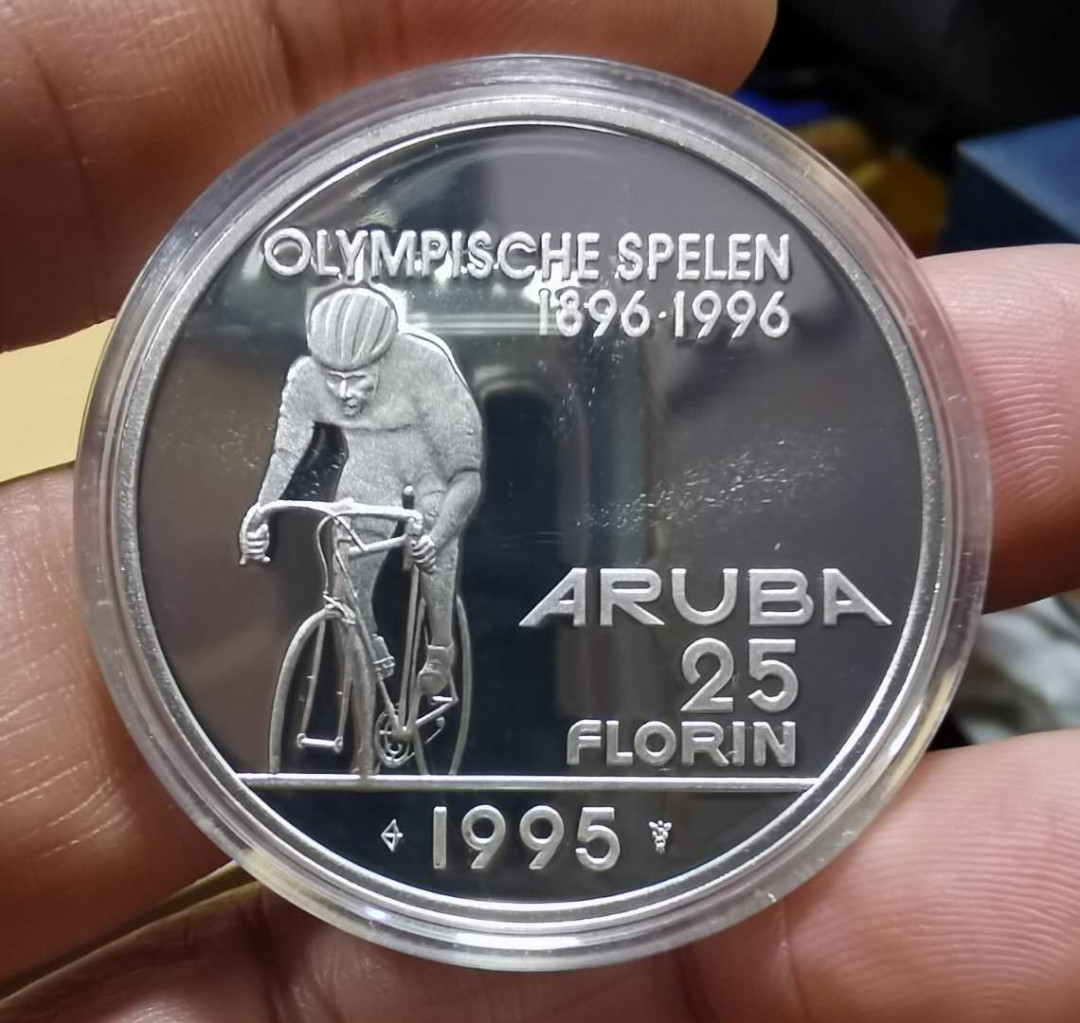 OLYMPISCHE SPELEN
1896·1996
ARUBA
25
FLORIN
1995